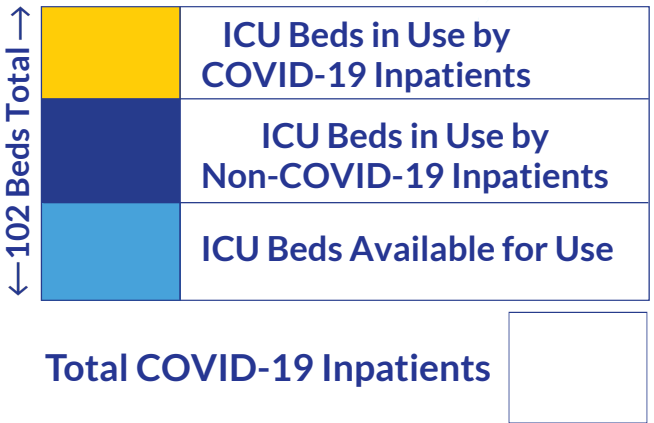 ←102 Beds Total→
ICU Beds in Use by
COVID-19 Inpatients
ICU Beds in Use by
Non-COVID-19 Inpatients
ICU Beds Available for Use
Total COVID-19 Inpatients